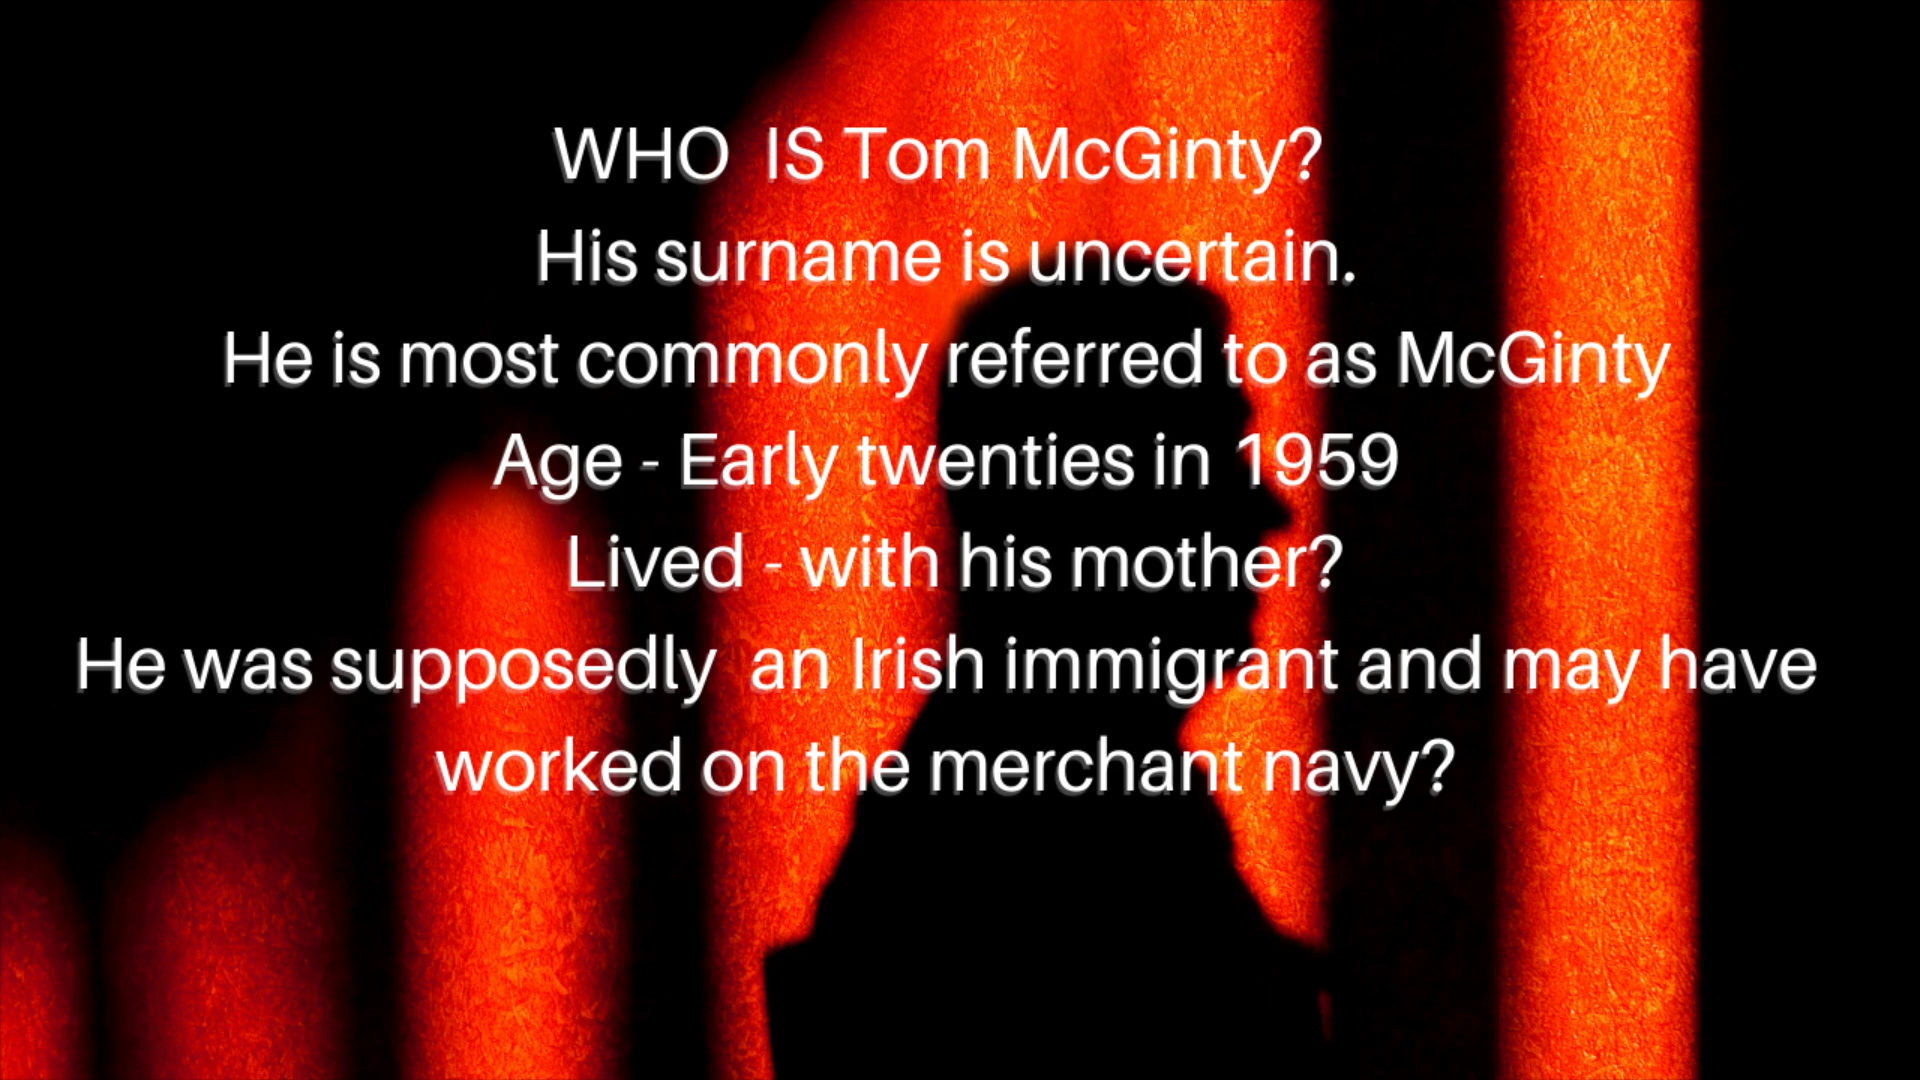 WHO IS Tom McGinty?
His surname is uncertain.
He is most commonly referred to as McGinty
Age - Early twenties in 1959
Lived - with his mother?
He was supposedly an Irish immigrant and may have
worked on the merchant navy?